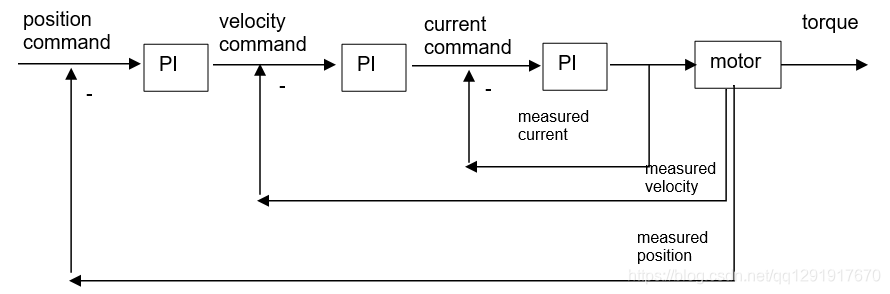 position
command
velocity
command
current
command
torque
PI
PI
PI
motor
-
-
-
measured
current
measured
velocity
measured
position
https://blog.csdn.net/qq1291917670